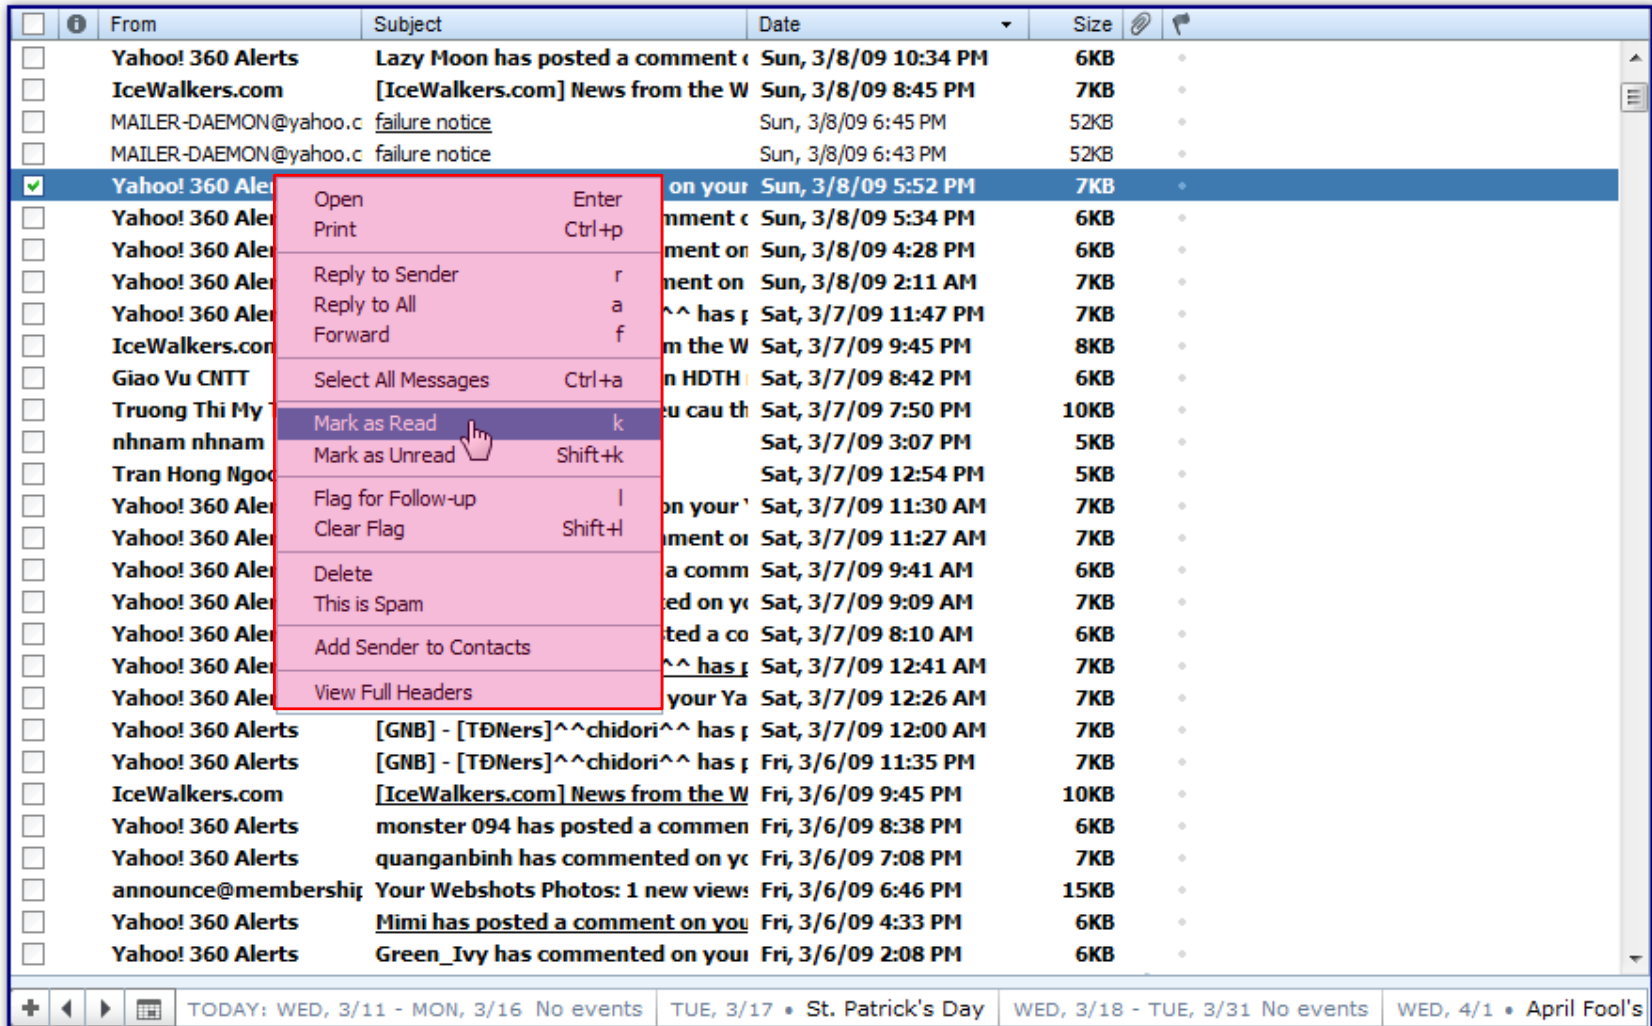 From Subject Date Size
Yahoo! 360 Alerts Lazy Moon has posted a comment Sun, 3/8/09 10:34 PM 6KB
IceWalkers.com [IceWalkers.com] News from the W Sun, 3/8/09 8:45 PM 7KB
MAILER-DAEMON@yahoo.c failure notice Sun, 3/8/09 6:45 PM 52KB
MAILER-DAEMON@yahoo.c failure notice Sun, 3/8/09 6:43 PM 52KB
Yahoo! 360 Aler on your Sun, 3/8/09 5:52 PM 7KB
Yahoo! 360 Aler mment Sun, 3/8/09 5:34 PM 6KB
Yahoo! 360 Aler ment on Sun, 3/8/09 4:28 PM 6KB
Yahoo! 360 Aler ment on Sun, 3/8/09 2:11 AM 7KB
Yahoo! 360 Aler ^^ has Sat, 3/7/09 11:47 PM 7KB
IceWalkers.con m the W Sat, 3/7/09 9:45 PM 8KB
Giao Vu CNTT n HDTH Sat, 3/7/09 8:42 PM 6KB
Truong Thi My eu cau th Sat, 3/7/09 7:50 PM 10KB
nhnam nhnam Sat, 3/7/09 3:07 PM 5KB
Tran Hong Ngoc Sat, 3/7/09 12:54 PM 5KB
Yahoo! 360 Aler on your Sat, 3/7/09 11:30 AM 7KB
Yahoo! 360 Aler ment or Sat, 3/7/09 11:27 AM 6KB
Yahoo! 360 Aler a comm Sat, 3/7/09 9:41 AM 6KB
Yahoo! 360 Aler ed on yo Sat, 3/7/09 9:09 AM 7KB
Yahoo! 360 Aler ted a co Sat, 3/7/09 8:10 AM 6KB
Yahoo! 360 Aler ^^ has Sat, 3/7/09 12:41 AM 7KB
Yahoo! 360 Aler your Ya Sat, 3/7/09 12:26 AM 7KB
Yahoo! 360 Alerts [GNB] - [TĐNers]^^chidori^^ has Sat, 3/7/09 12:00 AM 7KB
Yahoo! 360 Alerts [GNB] - [TĐNers]^^chidori^^ has Fri, 3/6/09 11:35 PM 7KB
IceWalkers.com [IceWalkers.com] News from the W Fri, 3/6/09 9:45 PM 10KB
Yahoo! 360 Alerts monster 094 has posted a commen Fri, 3/6/09 8:38 PM 6KB
Yahoo! 360 Alerts quanganbinh has commented on yo Fri, 3/6/09 7:08 PM 7KB
announce@membership Your Webshots Photos: 1 new views Fri, 3/6/09 6:46 PM 15KB
Yahoo! 360 Alerts Mimi has posted a comment on you Fri, 3/6/09 4:33 PM 6KB
Yahoo! 360 Alerts Green_Ivy has commented on your Fri, 3/6/09 2:08 PM 6KB
Open Enter
Print Ctrl+p
Reply to Sender r
Reply to All a
Forward f
Select All Messages Ctrl+a
Mark as Read k
Mark as Unread Shift+k
Flag for Follow-up l
Clear Flag Shift+l
Delete
This is Spam
Add Sender to Contacts
View Full Headers
TODAY: WED, 3/11 - MON, 3/16 No events TUE, 3/17 • St. Patrick's Day WED, 3/18 - TUE, 3/31 No events WED, 4/1 • April Fool's